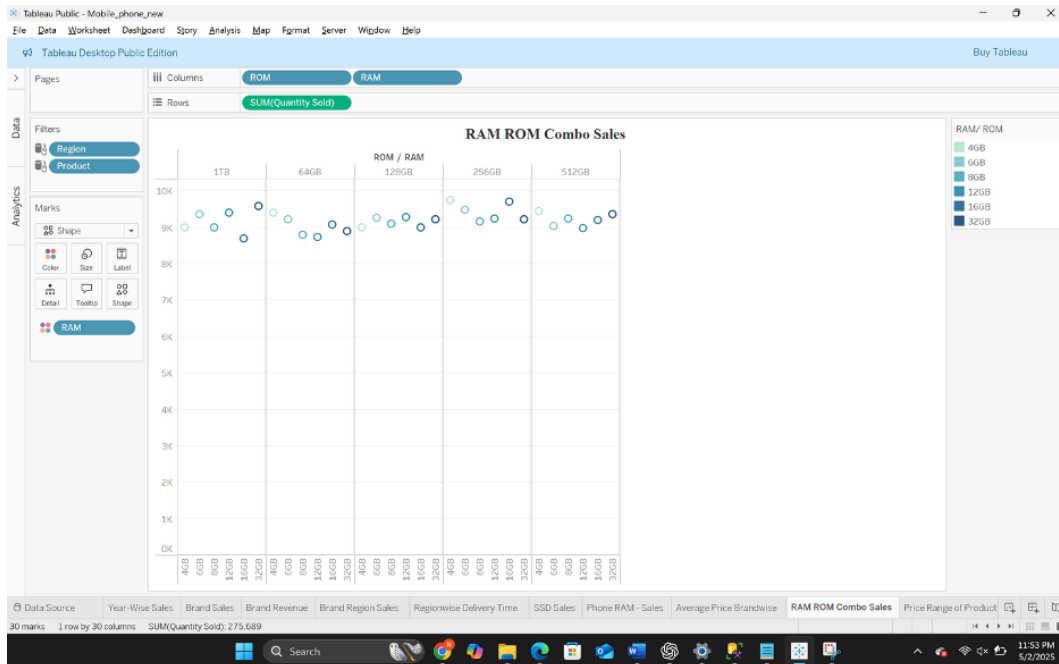 Tableau Public - Mobile_phone_new
File Data Worksheet Dashboard Story Analysis Map Format Server Window Help
Tableau Desktop Public Edition
Buy Tableau
Pages
Columns
ROM
RAM
Rows
SUM(Quantity Sold)
Data
Analytics
Filters
Region
Product
Marks
Shape
Color
Size
Label
Detail
Tooltip
Shape
RAM
RAM ROM Combo Sales
ROM / RAM
1TB 64GB 128GB 256GB 512GB
10K
9K
8K
7K
6K
5K
4K
3K
2K
1K
0K
4GB 6GB 8GB 12GB 16GB 32GB 4GB 6GB 8GB 12GB 16GB 32GB 4GB 6GB 8GB 12GB 16GB 32GB 4GB 6GB 8GB 12GB 16GB 32GB 4GB 6GB 8GB 12GB 16GB 32GB
RAM/ ROM
4GB
6GB
8GB
12GB
16GB
32GB
Data Source Year-Wise Sales Brand Sales Brand Revenue Brand Region Sales Regionwise Delivery Time SSD Sales Phone RAM - Sales Average Price Brandwise RAM ROM Combo Sales Price Range of Product
30 marks 1 row by 30 columns SUM(Quantity Sold): 275,689
Search
11:53 PM
5/2/2025